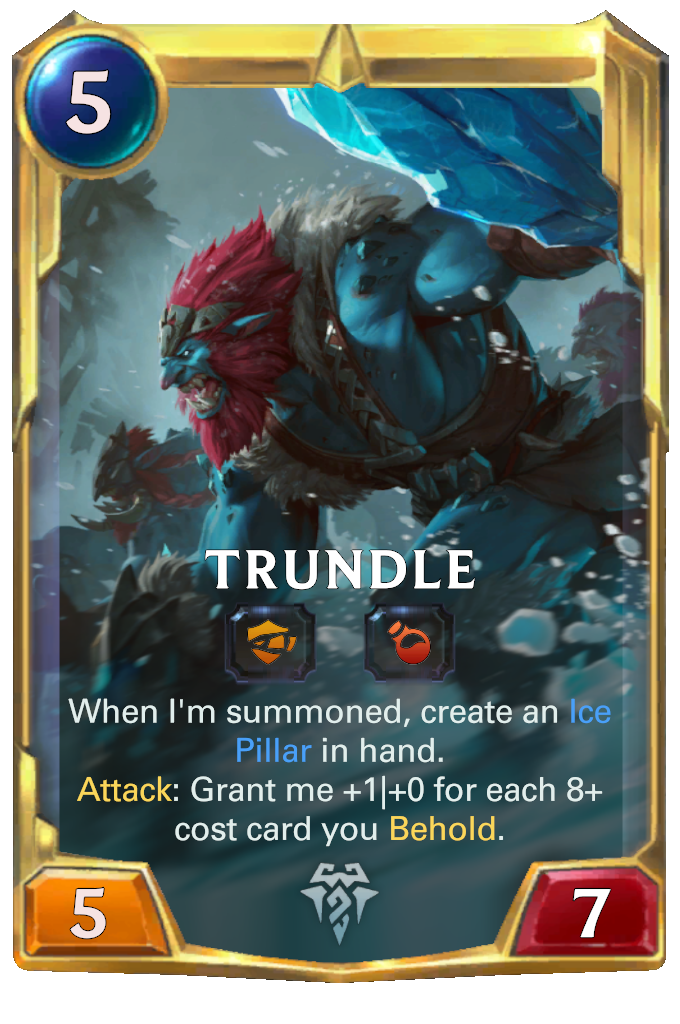 5
TRUNDLE
When I'm summoned, create an Ice
Pillar in hand.
Attack: Grant me +1|+0 for each 8+
cost card you Behold.
5
7